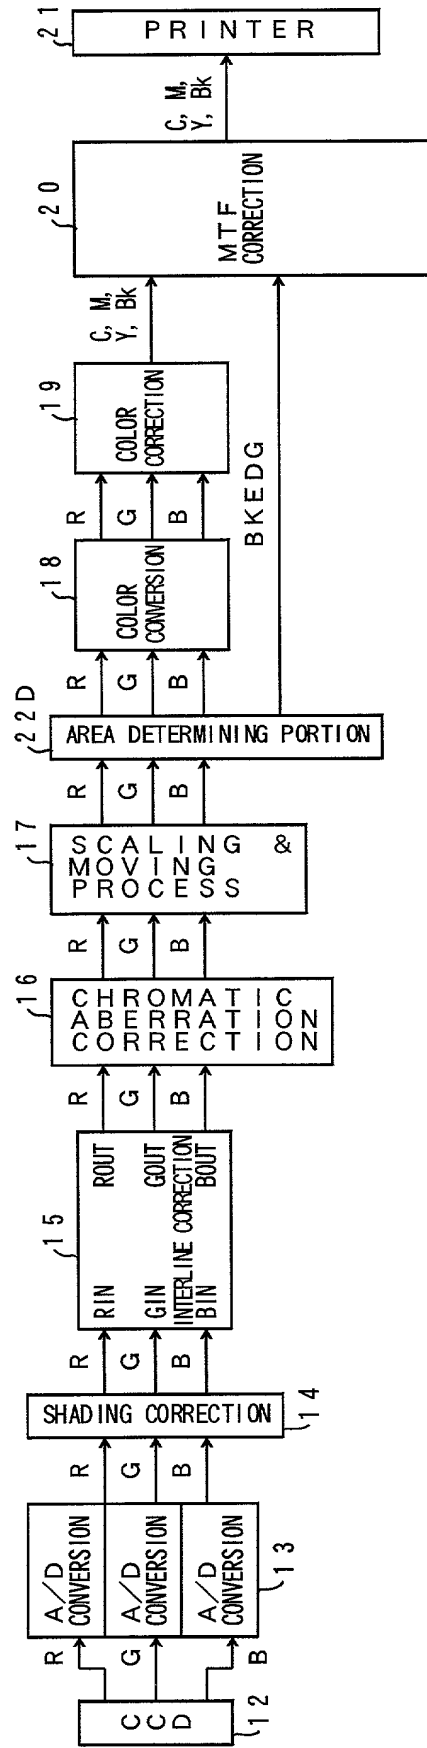 CCD
12
R
G
B
A/D
CONVERSION
A/D
CONVERSION
A/D
CONVERSION
13
R
G
B
SHADING CORRECTION
14
R
G
B
15
RIN
ROUT
GIN
GOUT
INTERLINE CORRECTION
BIN
BOUT
R
G
B
16
CHROMATIC
ABERRATION
CORRECTION
R
G
B
17
SCALING &
MOVING
PROCESS
R
G
B
22D
AREA DETERMINING PORTION
R
G
B
18
COLOR
CONVERSION
R
G
B
19
COLOR
CORRECTION
C, M,
Y, Bk
BKEDG
20
MTF
CORRECTION
C, M,
Y, Bk
21
PRINTER